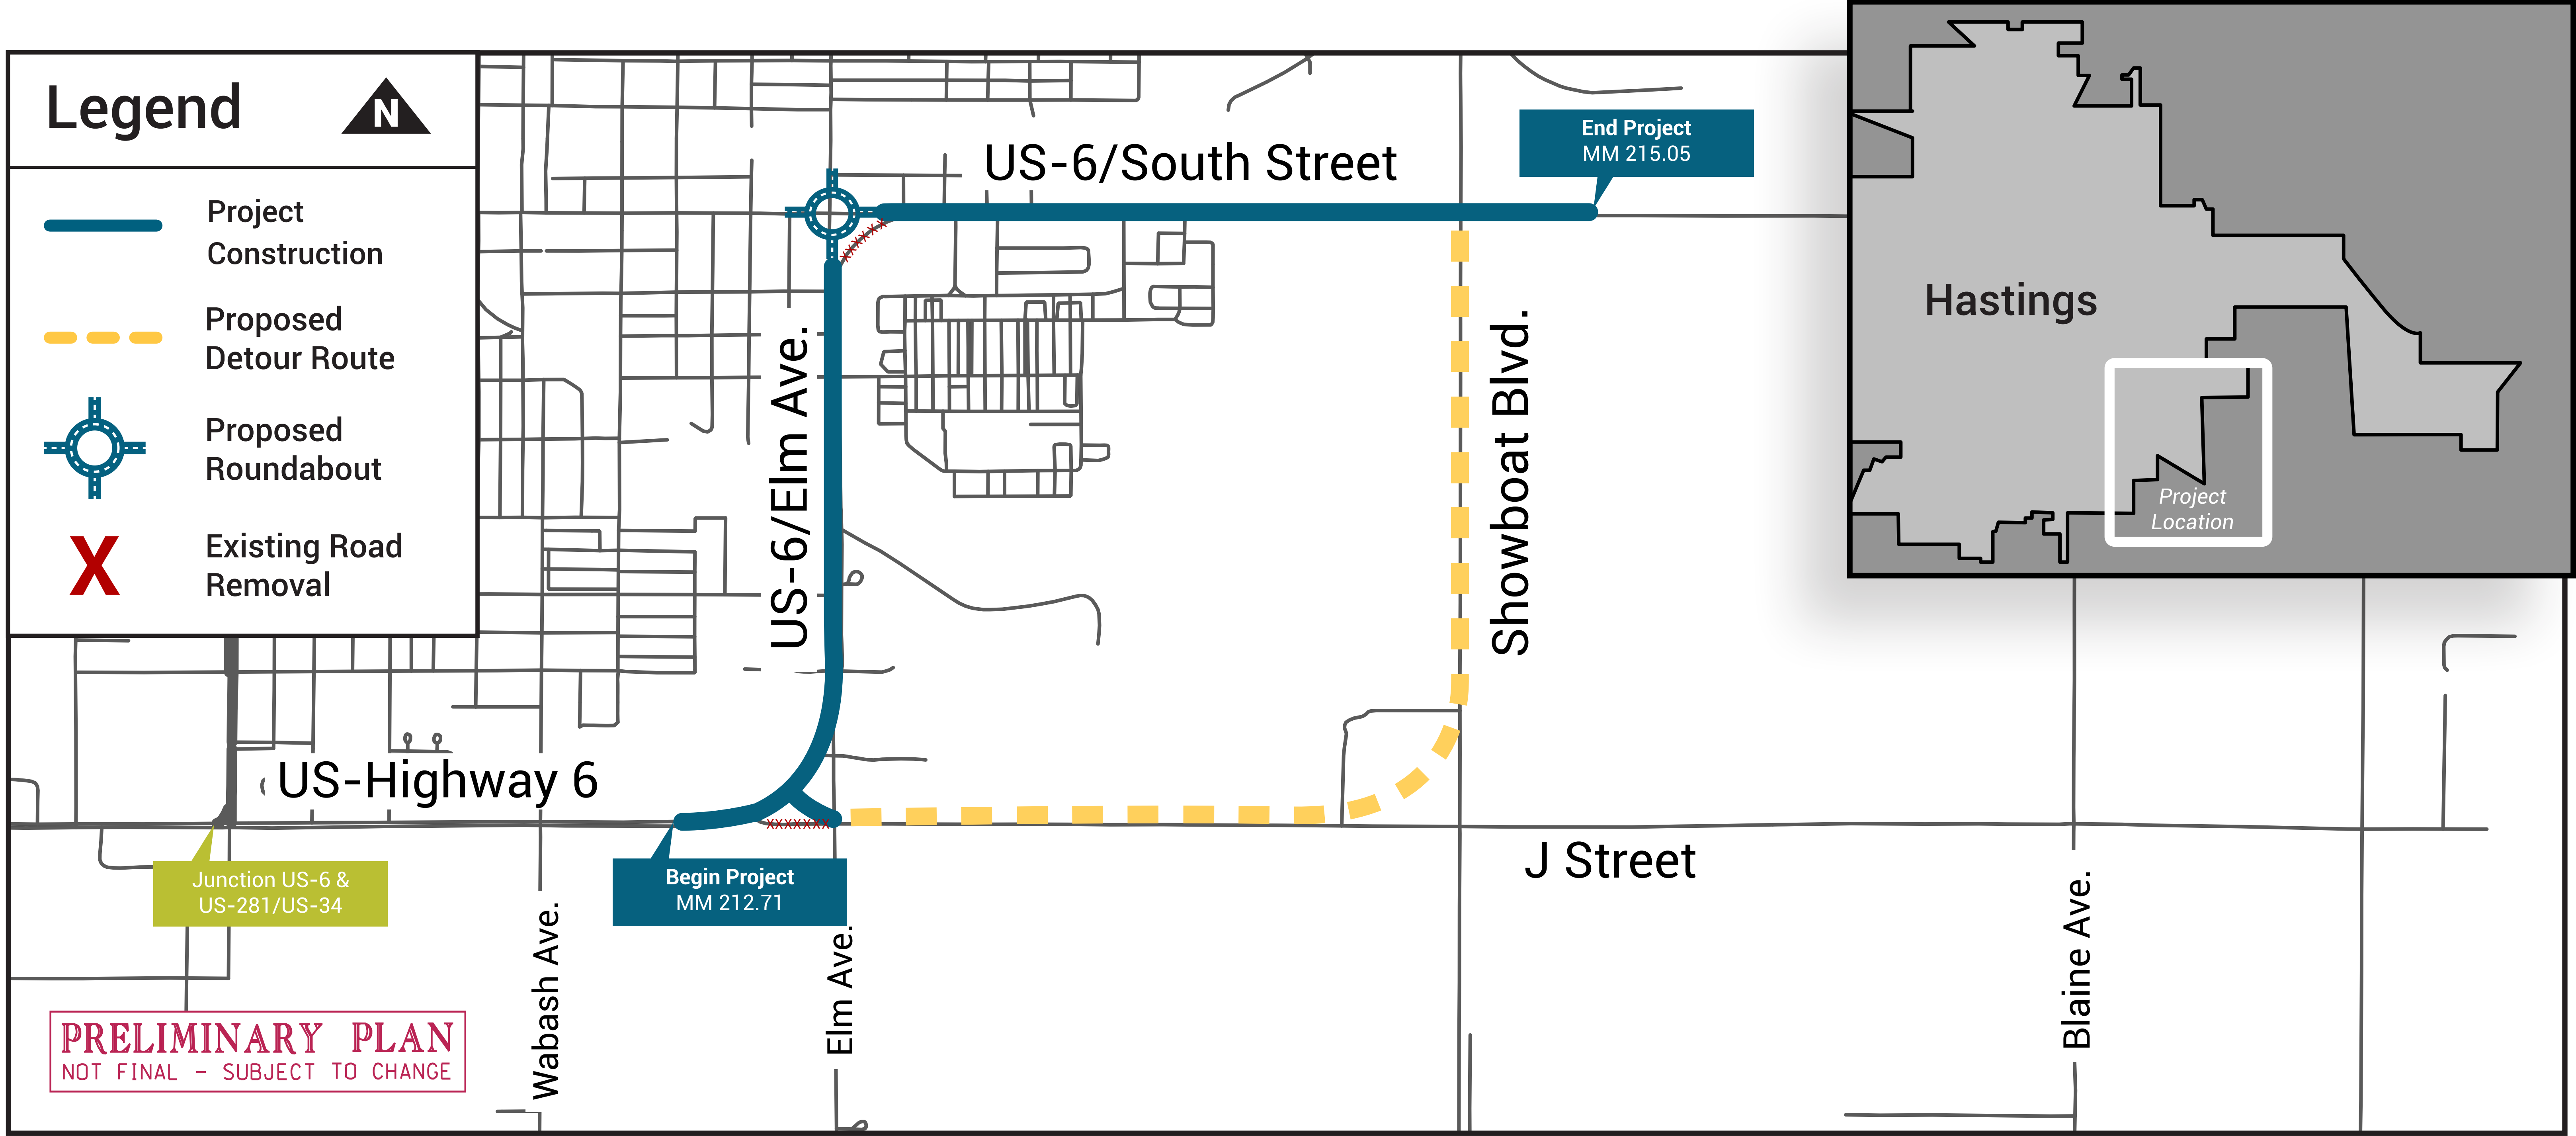 Legend
N
Project
Construction
Proposed
Detour Route
Proposed
Roundabout
X
Existing Road
Removal
US-6/South Street
End Project
MM 215.05
Hastings
Project
Location
US-6/Elm Ave.
Showboat Blvd.
US-Highway 6
xxxxxxx
Junction US-6 &
US-281/US-34
Begin Project
MM 212.71
J Street
Wabash Ave.
Elm Ave.
Blaine Ave.
PRELIMINARY PLAN
NOT FINAL - SUBJECT TO CHANGE